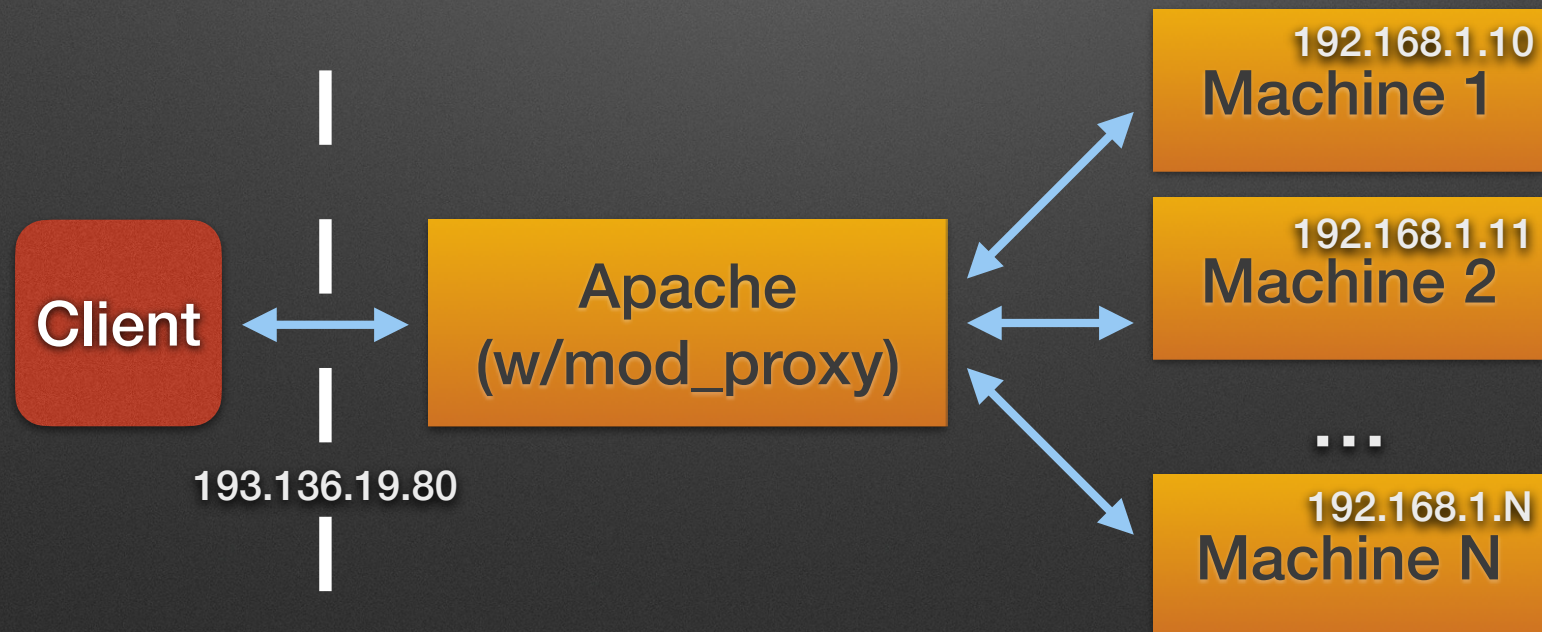 Client
193.136.19.80
Apache
(w/mod_proxy)
192.168.1.10
Machine 1
192.168.1.11
Machine 2
...
192.168.1.N
Machine N